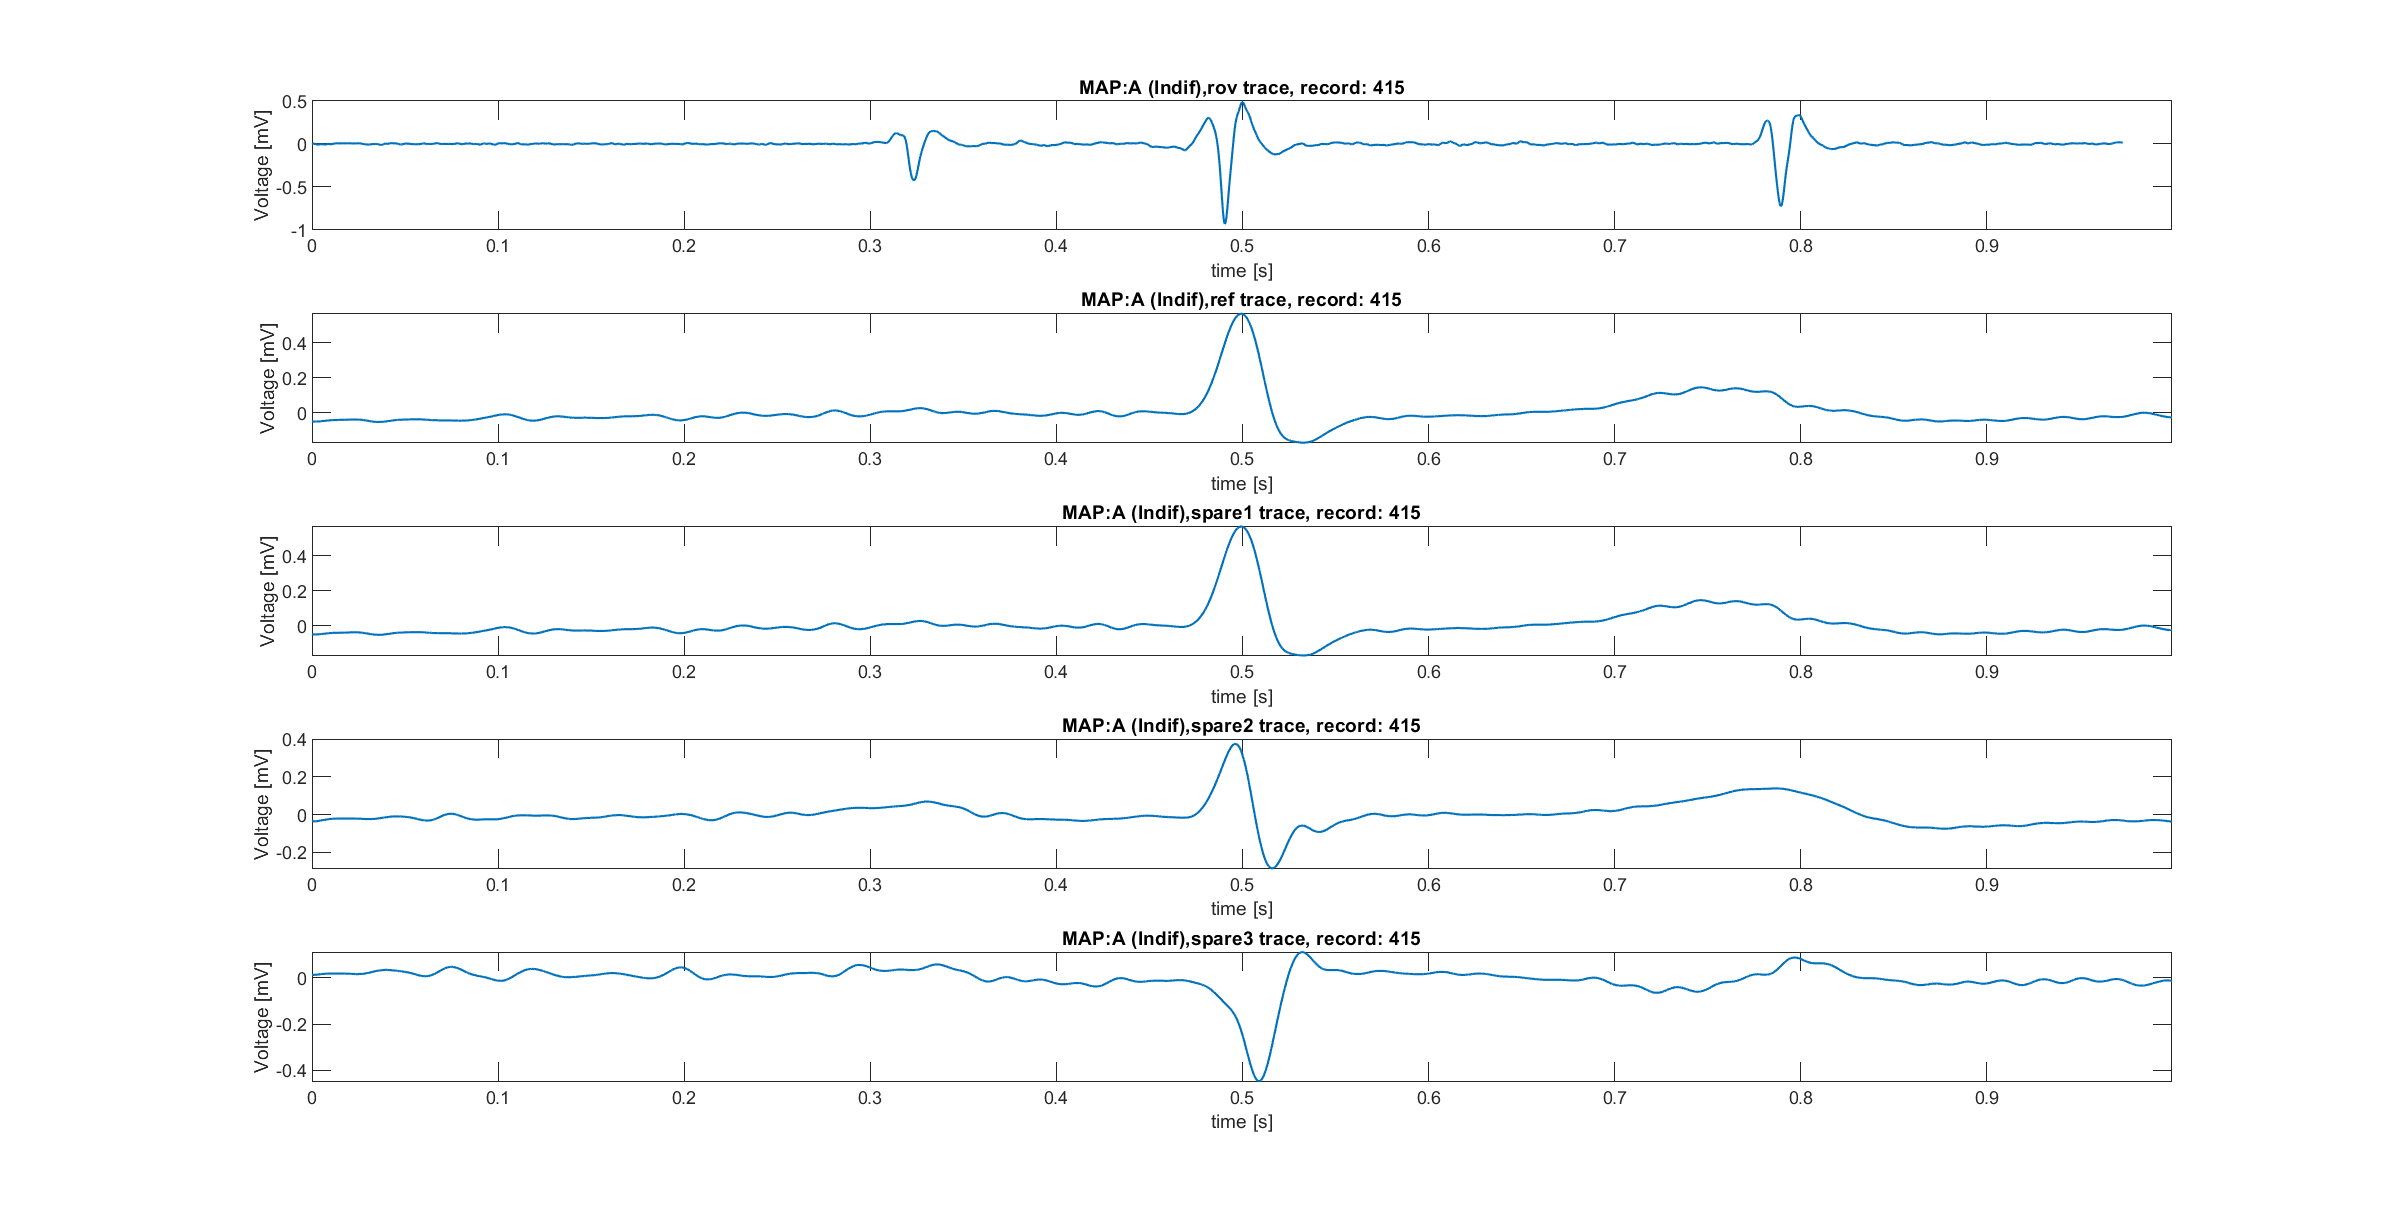 MAP:A (Indif),rov trace, record: 415
Voltage [mV]
0.5
0
-0.5
-1
0 0.1 0.2 0.3 0.4 0.5 0.6 0.7 0.8 0.9
time [s]
MAP:A (Indif),ref trace, record: 415
Voltage [mV]
0.4
0.2
0
0 0.1 0.2 0.3 0.4 0.5 0.6 0.7 0.8 0.9
time [s]
MAP:A (Indif),spare1 trace, record: 415
Voltage [mV]
0.4
0.2
0
0 0.1 0.2 0.3 0.4 0.5 0.6 0.7 0.8 0.9
time [s]
MAP:A (Indif),spare2 trace, record: 415
Voltage [mV]
0.4
0.2
0
-0.2
0 0.1 0.2 0.3 0.4 0.5 0.6 0.7 0.8 0.9
time [s]
MAP:A (Indif),spare3 trace, record: 415
Voltage [mV]
0
-0.2
-0.4
0 0.1 0.2 0.3 0.4 0.5 0.6 0.7 0.8 0.9
time [s]